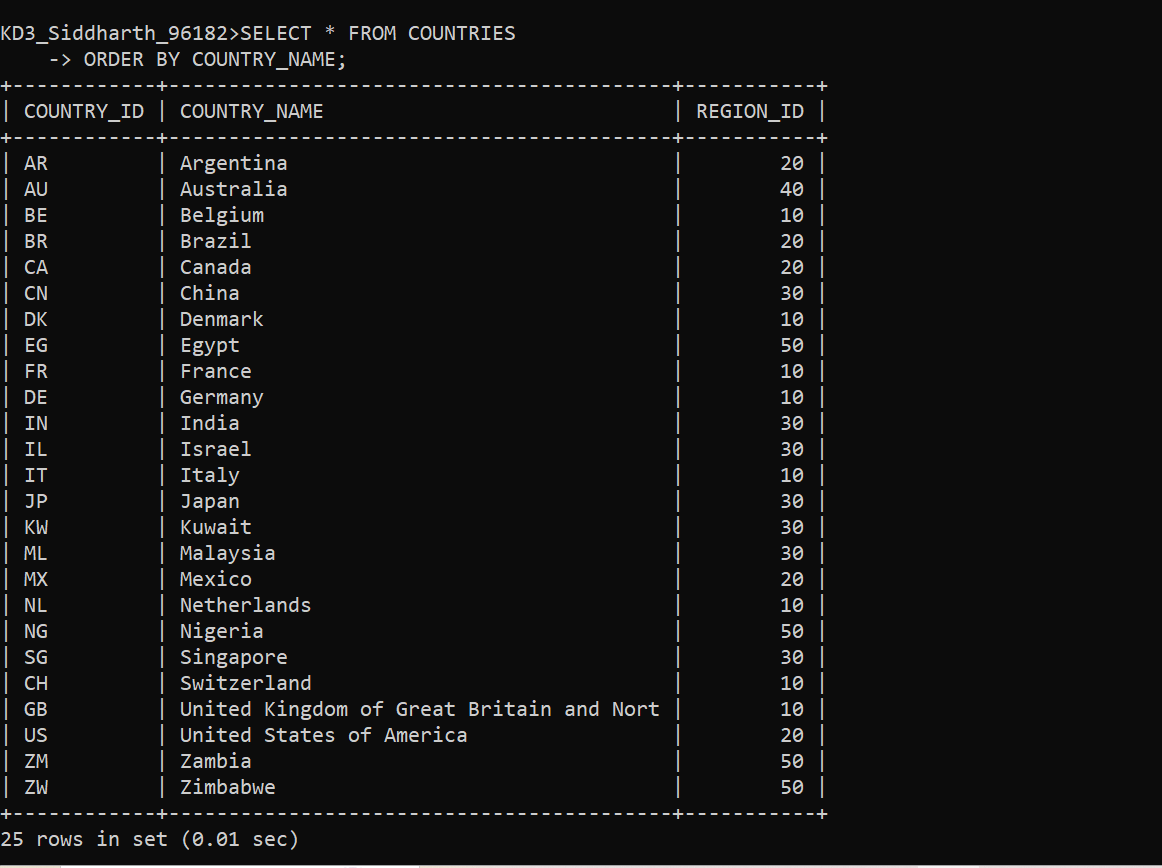 KD3_Siddharth_96182>SELECT * FROM COUNTRIES
    -> ORDER BY COUNTRY_NAME;
+------------+------------------------------------------+-----------+
| COUNTRY_ID | COUNTRY_NAME                             | REGION_ID |
+------------+------------------------------------------+-----------+
| AR         | Argentina                                |        20 |
| AU         | Australia                                |        40 |
| BE         | Belgium                                  |        10 |
| BR         | Brazil                                   |        20 |
| CA         | Canada                                   |        20 |
| CN         | China                                    |        30 |
| DK         | Denmark                                  |        10 |
| EG         | Egypt                                    |        50 |
| FR         | France                                   |        10 |
| DE         | Germany                                  |        10 |
| IN         | India                                    |        30 |
| IL         | Israel                                   |        30 |
| IT         | Italy                                    |        10 |
| JP         | Japan                                    |        30 |
| KW         | Kuwait                                   |        30 |
| ML         | Malaysia                                 |        30 |
| MX         | Mexico                                   |        20 |
| NL         | Netherlands                              |        10 |
| NG         | Nigeria                                  |        50 |
| SG         | Singapore                                |        30 |
| CH         | Switzerland                              |        10 |
| GB         | United Kingdom of Great Britain and Nort |        10 |
| US         | United States of America                 |        20 |
| ZM         | Zambia                                   |        50 |
| ZW         | Zimbabwe                                 |        50 |
+------------+------------------------------------------+-----------+
25 rows in set (0.01 sec)